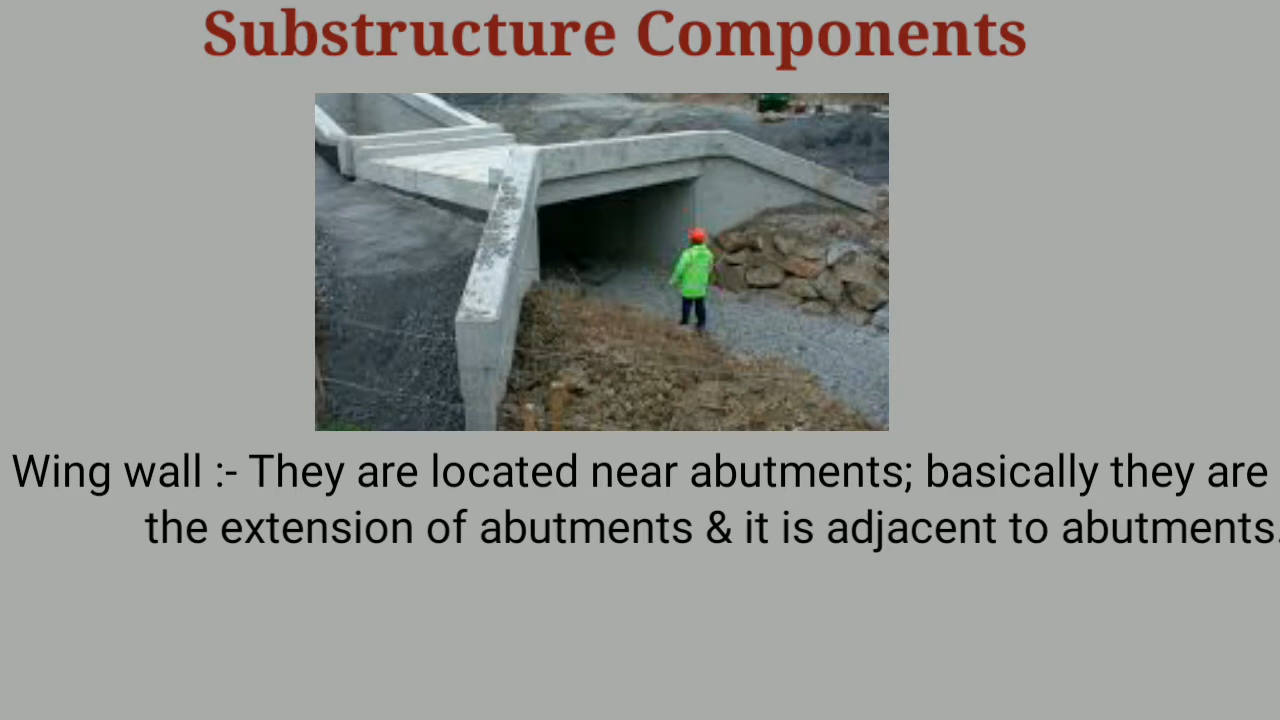 Substructure Components
Wing wall :- They are located near abutments; basically they are
the extension of abutments & it is adjacent to abutments.